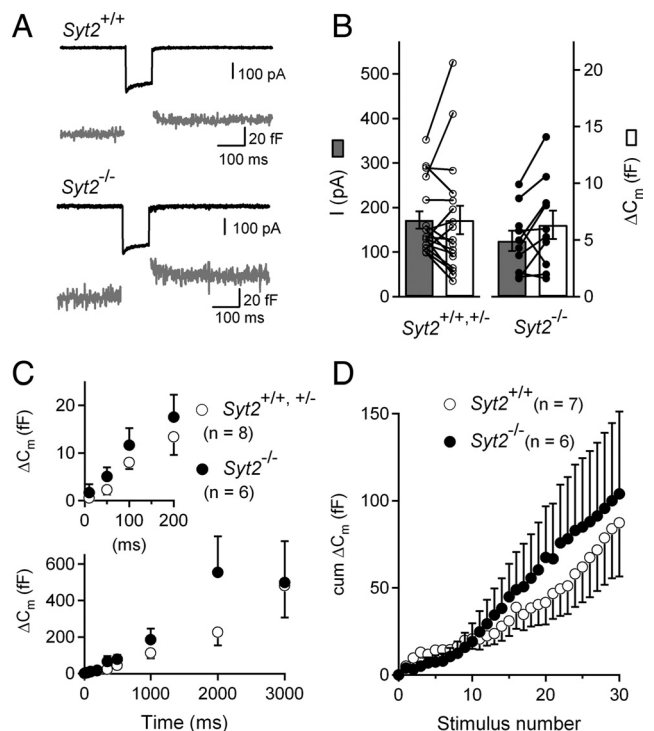 A
Syt2+/+
100 pA
20 fF
100 ms
Syt2-/-
100 pA
20 fF
100 ms
B
500
400
300
200
100
0
I (pA)
20
15
10
5
0
ΔCm (fF)
Syt2+/+,+/-
Syt2-/-
C
20
10
0
ΔCm (fF)
0
100
200
(ms)
Syt2+/+, +/-
(n = 8)
Syt2-/-
(n = 6)
600
400
200
0
ΔCm (fF)
0
1000
2000
3000
Time (ms)
D
Syt2+/+ (n = 7)
Syt2-/- (n = 6)
150
100
50
0
cum ΔCm (fF)
0
10
20
30
Stimulus number